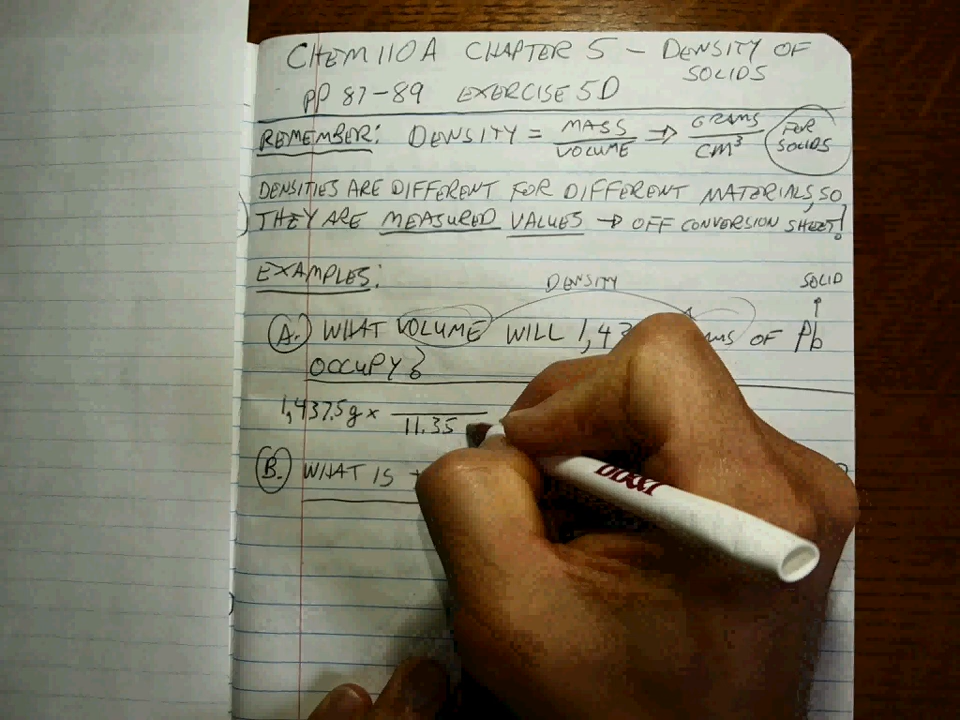 CHEM 110A CHAPTER 5 - DENSITY OF SOLIDS
pp 87-89 EXERCISE 5D
REMEMBER: DENSITY = MASS / VOLUME → GRAMS / CM³ FOR SOLIDS
DENSITIES ARE DIFFERENT FOR DIFFERENT MATERIALS, SO
THEY ARE MEASURED VALUES → OFF CONVERSION SHEET!
EXAMPLES: DENSITY SOLID
A. WHAT VOLUME WILL 1,43 OF Pb
OCCUPY?
1,437.5g × / 11.35
B. WHAT IS